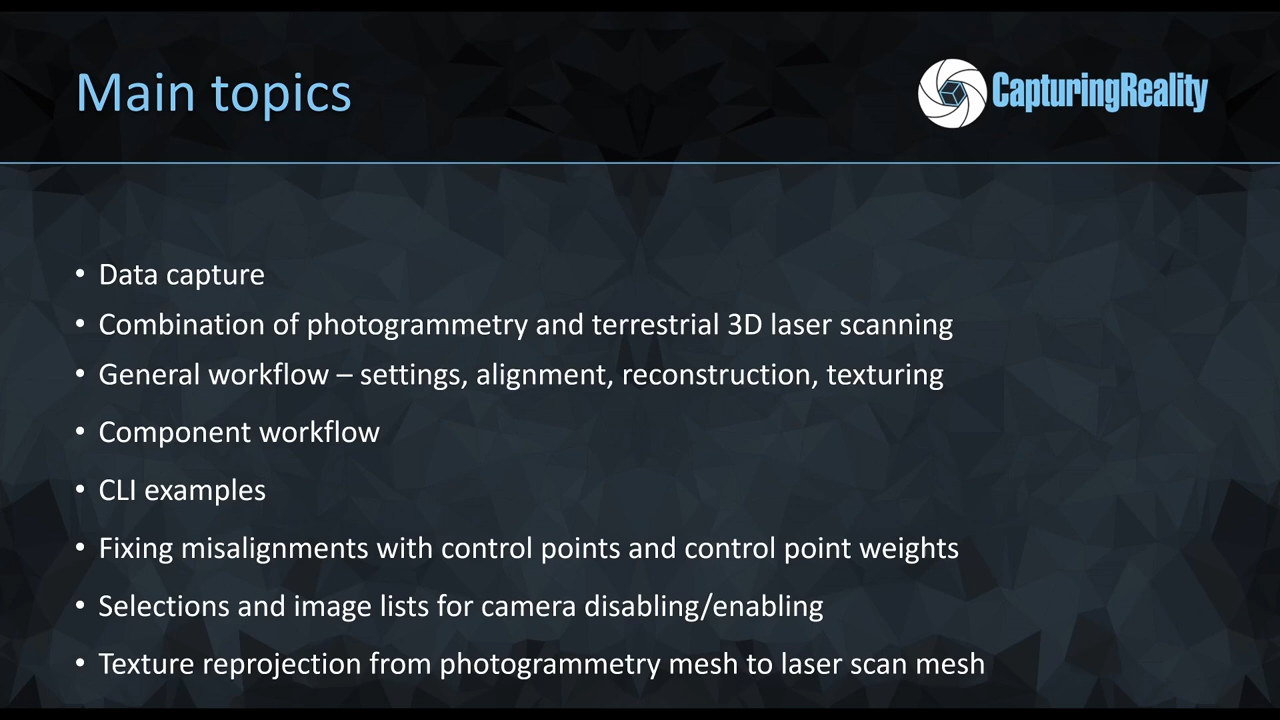 Main topics
CapturingReality
• Data capture
• Combination of photogrammetry and terrestrial 3D laser scanning
• General workflow – settings, alignment, reconstruction, texturing
• Component workflow
• CLI examples
• Fixing misalignments with control points and control point weights
• Selections and image lists for camera disabling/enabling
• Texture reprojection from photogrammetry mesh to laser scan mesh